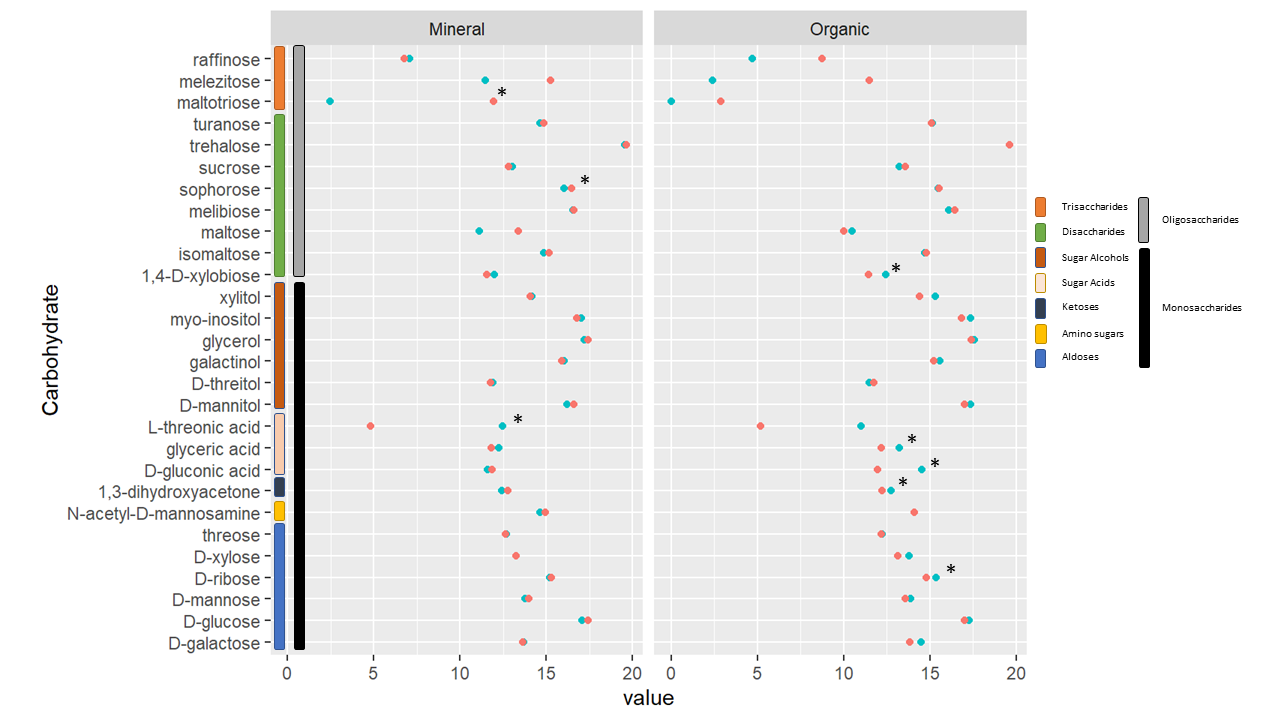 Mineral
Organic
Carbohydrate
raffinose
melezitose
maltotriose
*
turanose
trehalose
sucrose
sophorose
*
melibiose
maltose
isomaltose
1,4-D-xylobiose
*
xylitol
myo-inositol
glycerol
galactinol
D-threitol
D-mannitol
L-threonic acid
*
glyceric acid
*
D-gluconic acid
*
1,3-dihydroxyacetone
*
N-acetyl-D-mannosamine
threose
D-xylose
D-ribose
*
D-mannose
D-glucose
D-galactose
0 5 10 15 20
0 5 10 15 20
value
Trisaccharides
Disaccharides
Sugar Alcohols
Sugar Acids
Ketoses
Amino sugars
Aldoses
Oligosaccharides
Monosaccharides